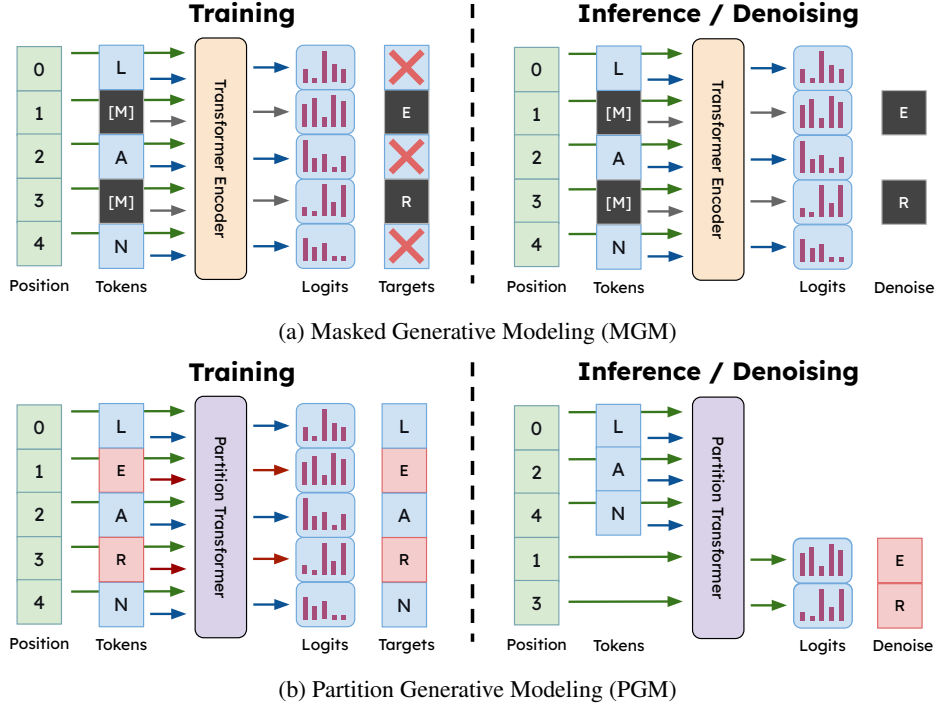 Training
Inference / Denoising
0 L
1 [M] E
2 A
3 [M] R
4 N
Transformer Encoder
Position Tokens Logits Targets
0 L
1 [M] E
2 A
3 [M] R
4 N
Transformer Encoder
Position Tokens Logits Denoise
(a) Masked Generative Modeling (MGM)
Training
Inference / Denoising
0 L L
1 E E
2 A A
3 R R
4 N N
Partition Transformer
Position Tokens Logits Targets
0 L
2 A
4 N
1 E
3 R
Partition Transformer
Position Tokens Logits Denoise
(b) Partition Generative Modeling (PGM)